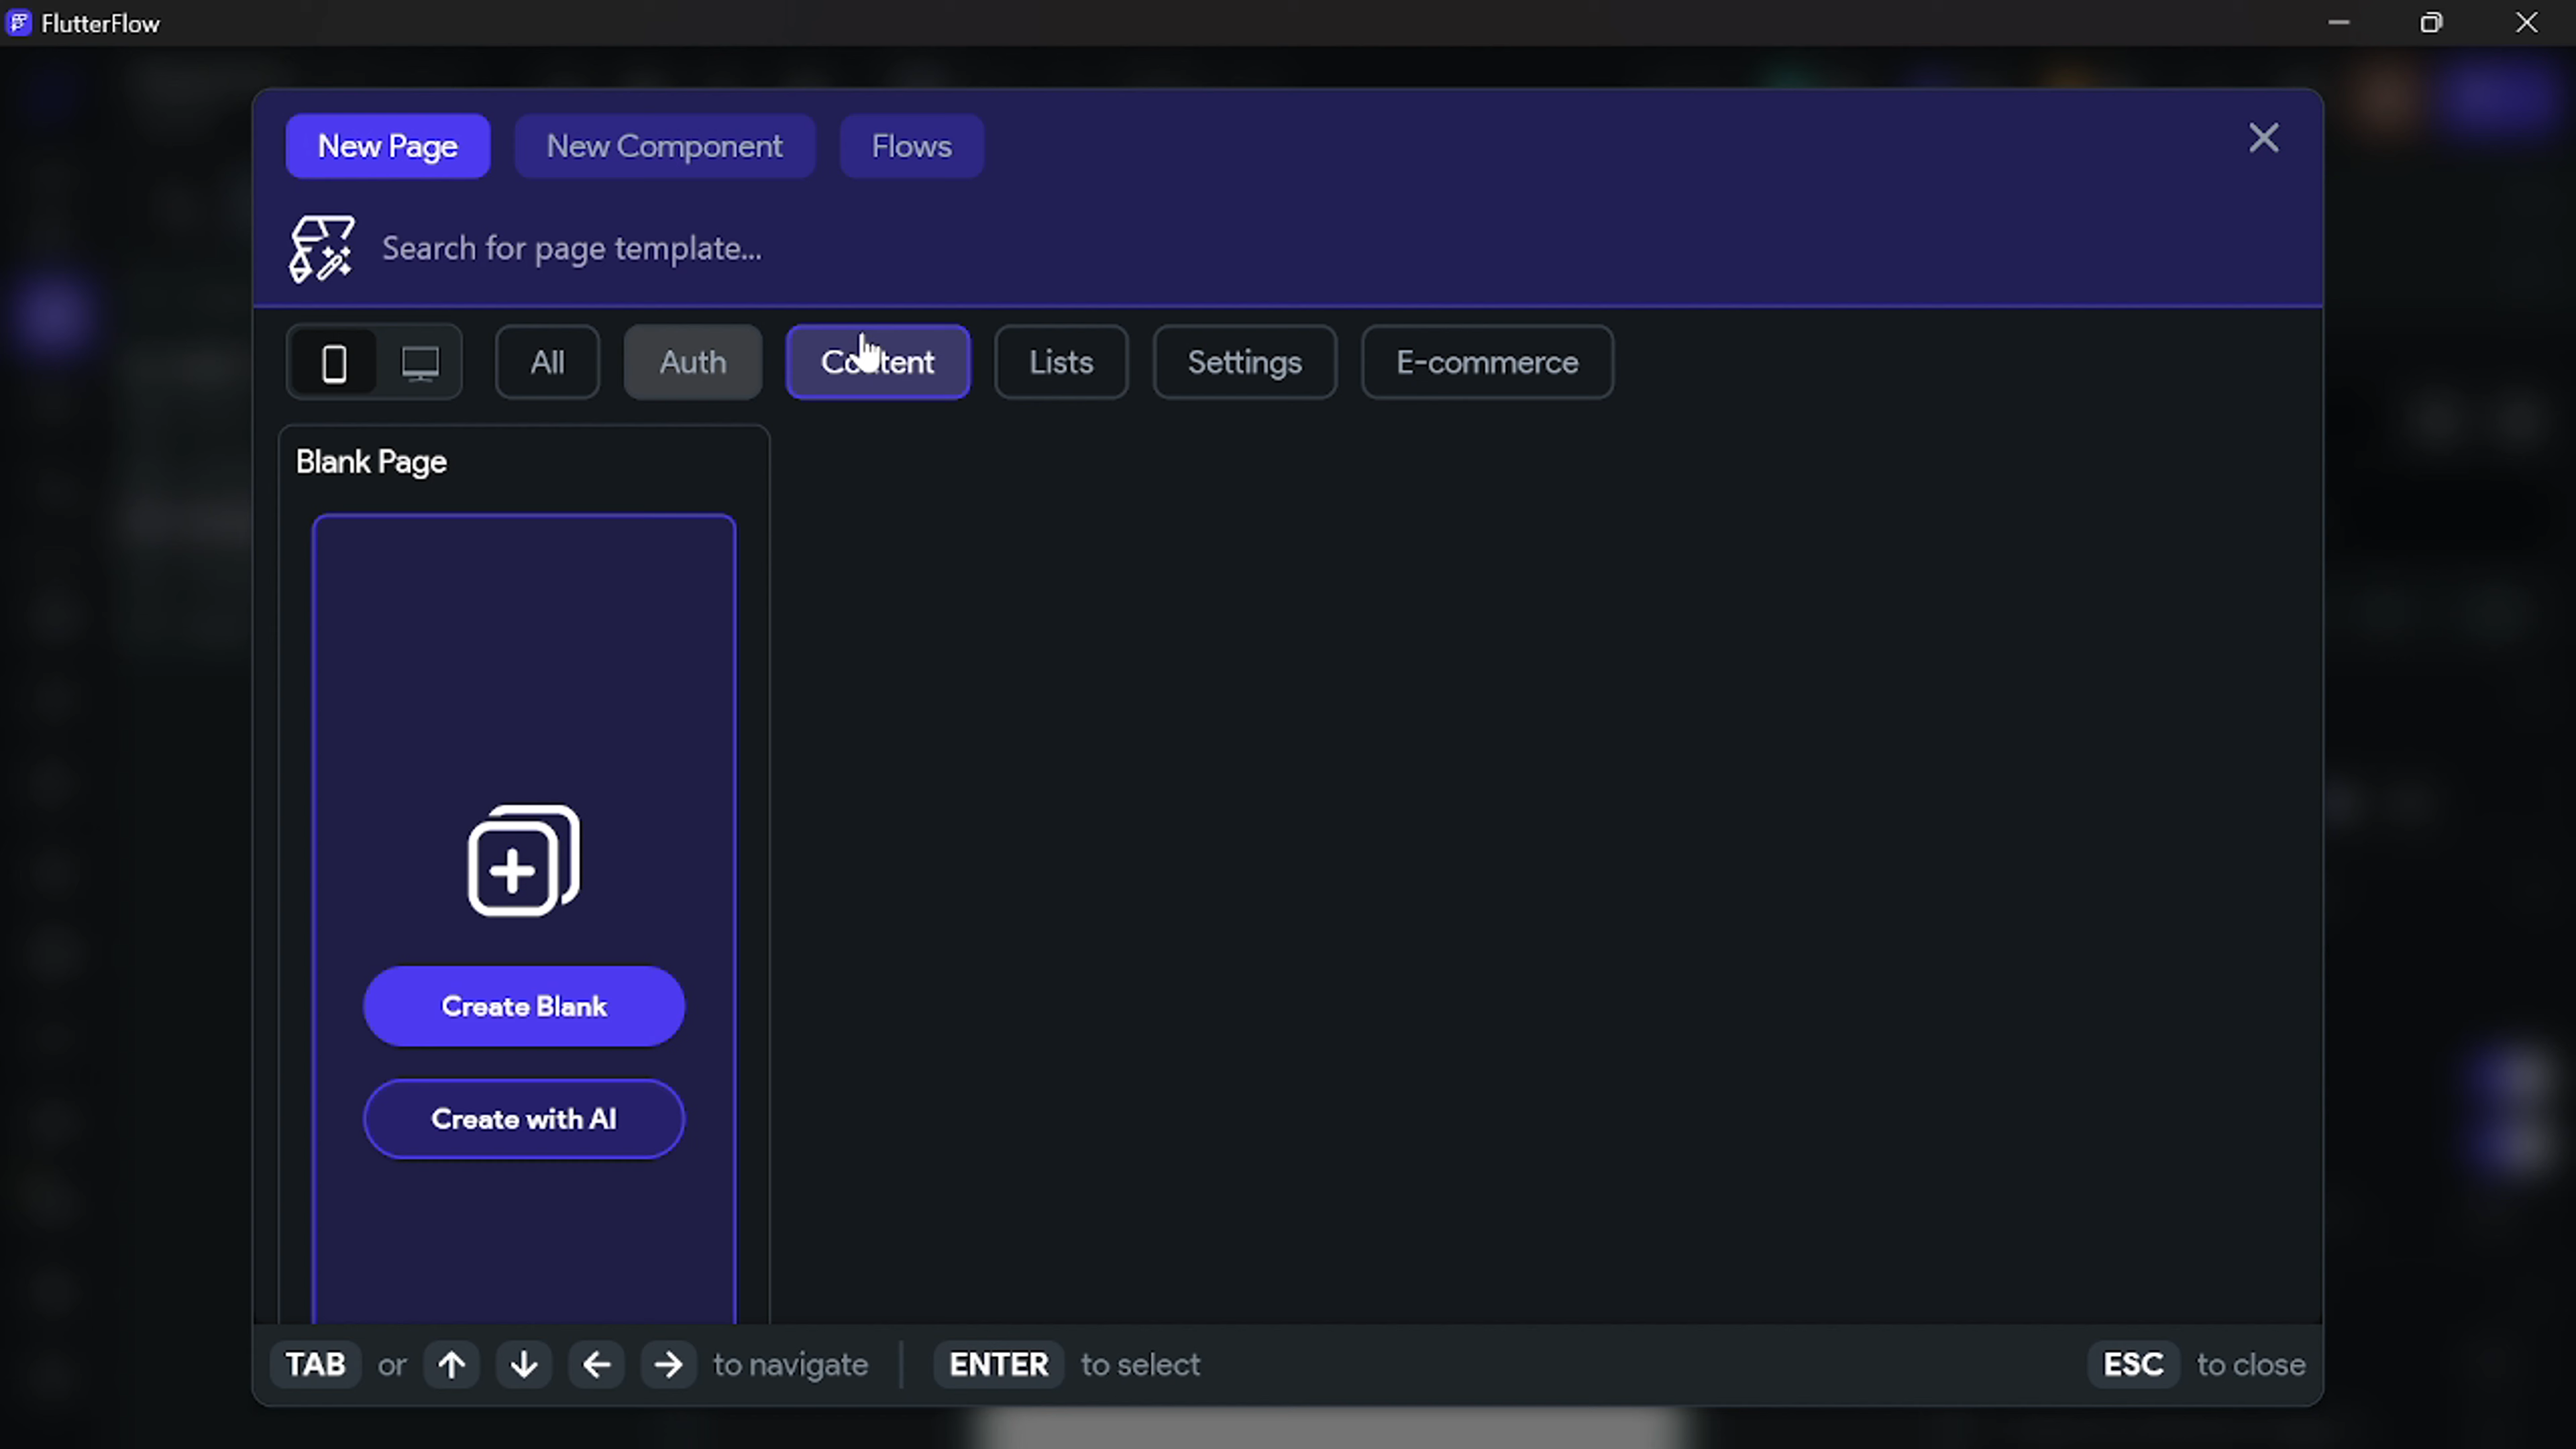 FlutterFlow
New Page New Component Flows
Search for page template...
All Auth Content Lists Settings E-commerce
Blank Page
Create Blank
Create with AI
TAB or ↑ ↓ ← → to navigate ENTER to select ESC to close